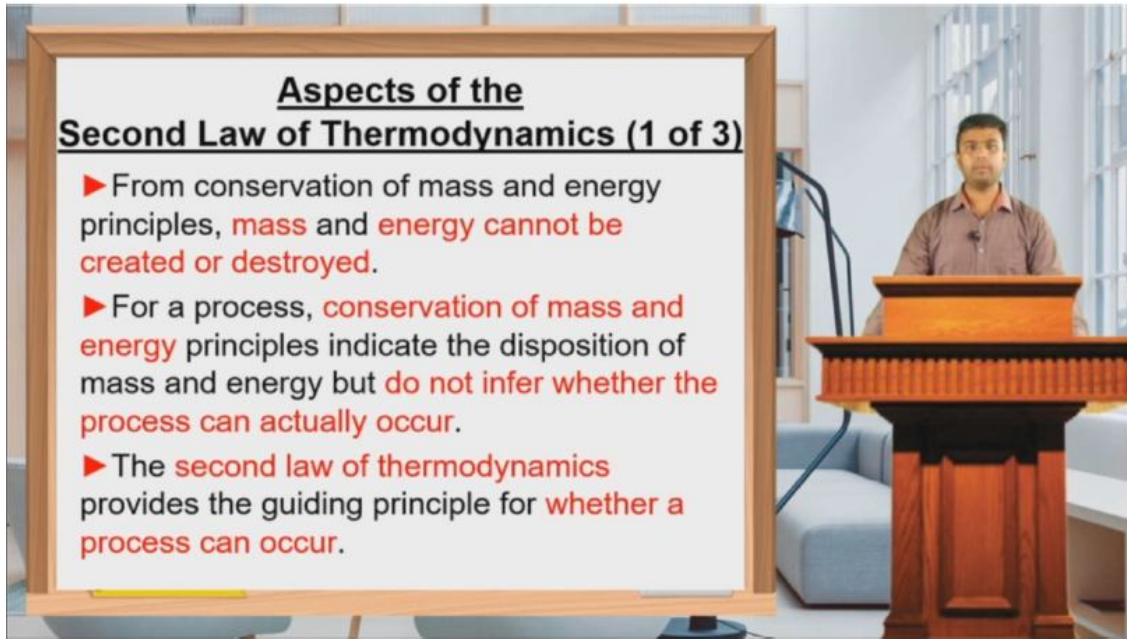 Aspects of the
Second Law of Thermodynamics (1 of 3)
►From conservation of mass and energy
principles, mass and energy cannot be
created or destroyed.
►For a process, conservation of mass and
energy principles indicate the disposition of
mass and energy but do not infer whether the
process can actually occur.
►The second law of thermodynamics
provides the guiding principle for whether a
process can occur.